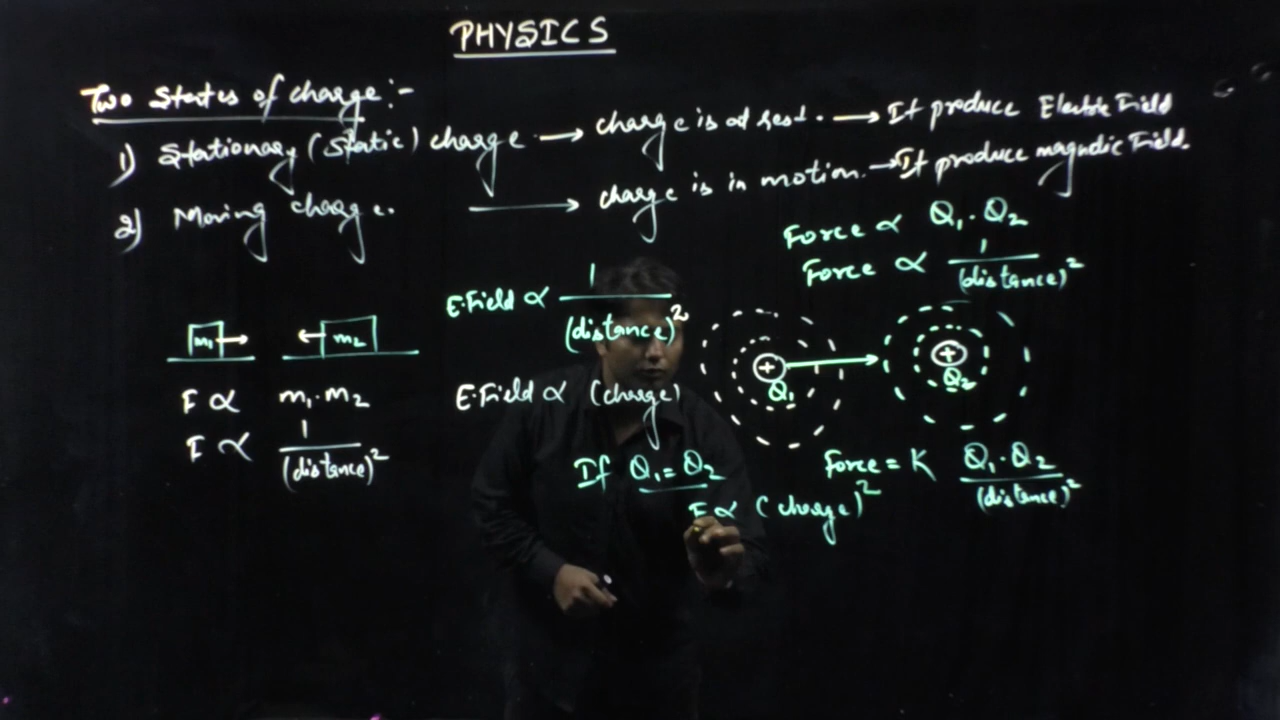 PHYSICS
Two States of charge:-
1) Stationary (Static) charge → charge is at rest. → It produce Electric Field
2) Moving charge. → charge is in motion. → It produce magnetic Field.
Force ∝ Q₁. Q₂
Force ∝ 1/(distance)²
E.Field ∝ 1/(distance)²
m₁ → ← m₂
+ Q₁ → + Q₂
F ∝ m₁. m₂
E.Field ∝ (charge)
F ∝ 1/(distance)²
If Q₁ = Q₂
Force = K Q₁. Q₂/(distance)²
F ∝ (charge)²